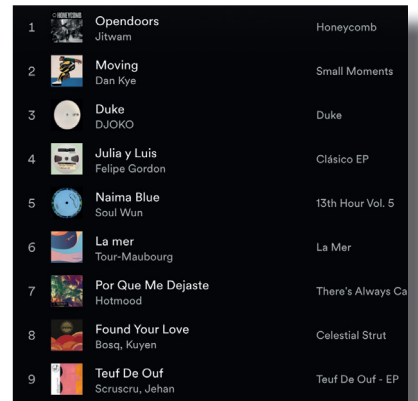 1 Opendoors Honeycomb
Jitwam
2 Moving Small Moments
Dan Kye
3 Duke Duke
DJOKO
4 Julia y Luis Clásico EP
Felipe Gordon
5 Naima Blue 13th Hour Vol. 5
Soul Wun
6 La mer La Mer
Tour-Maubourg
7 Por Que Me Dejaste There's Always Ca
Hotmood
8 Found Your Love Celestial Strut
Bosq, Kuyen
9 Teuf De Ouf Teuf De Ouf - EP
Scruscru, Jehan